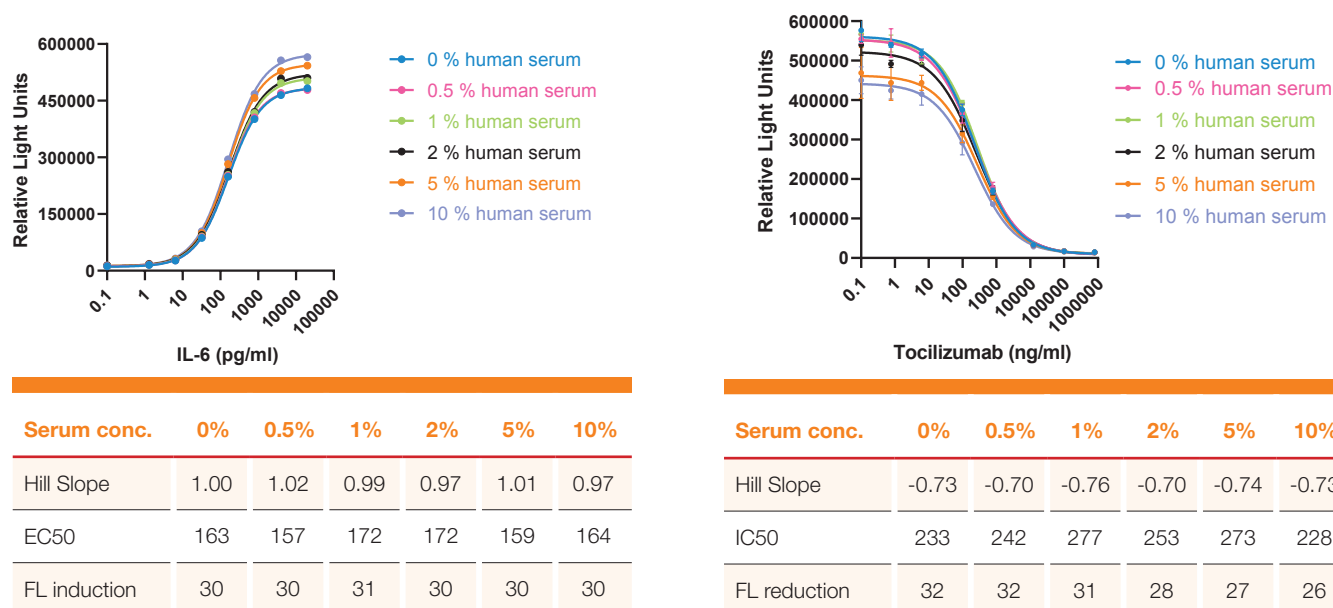 600000
450000
300000
150000
0
Relative Light Units
0.1
1
10
100
1000
10000
100000
IL-6 (pg/ml)
0 % human serum
0.5 % human serum
1 % human serum
2 % human serum
5 % human serum
10 % human serum
Serum conc. 0% 0.5% 1% 2% 5% 10%
Hill Slope 1.00 1.02 0.99 0.97 1.01 0.97
EC50 163 157 172 172 159 164
FL induction 30 30 31 30 30 30
600000
500000
400000
300000
200000
100000
0
Relative Light Units
0.1
1
10
100
1000
10000
100000
1000000
Tocilizumab (ng/ml)
0 % human serum
0.5 % human serum
1 % human serum
2 % human serum
5 % human serum
10 % human serum
Serum conc. 0% 0.5% 1% 2% 5% 10%
Hill Slope -0.73 -0.70 -0.76 -0.70 -0.74 -0.73
IC50 233 242 277 253 273 228
FL reduction 32 32 31 28 27 26